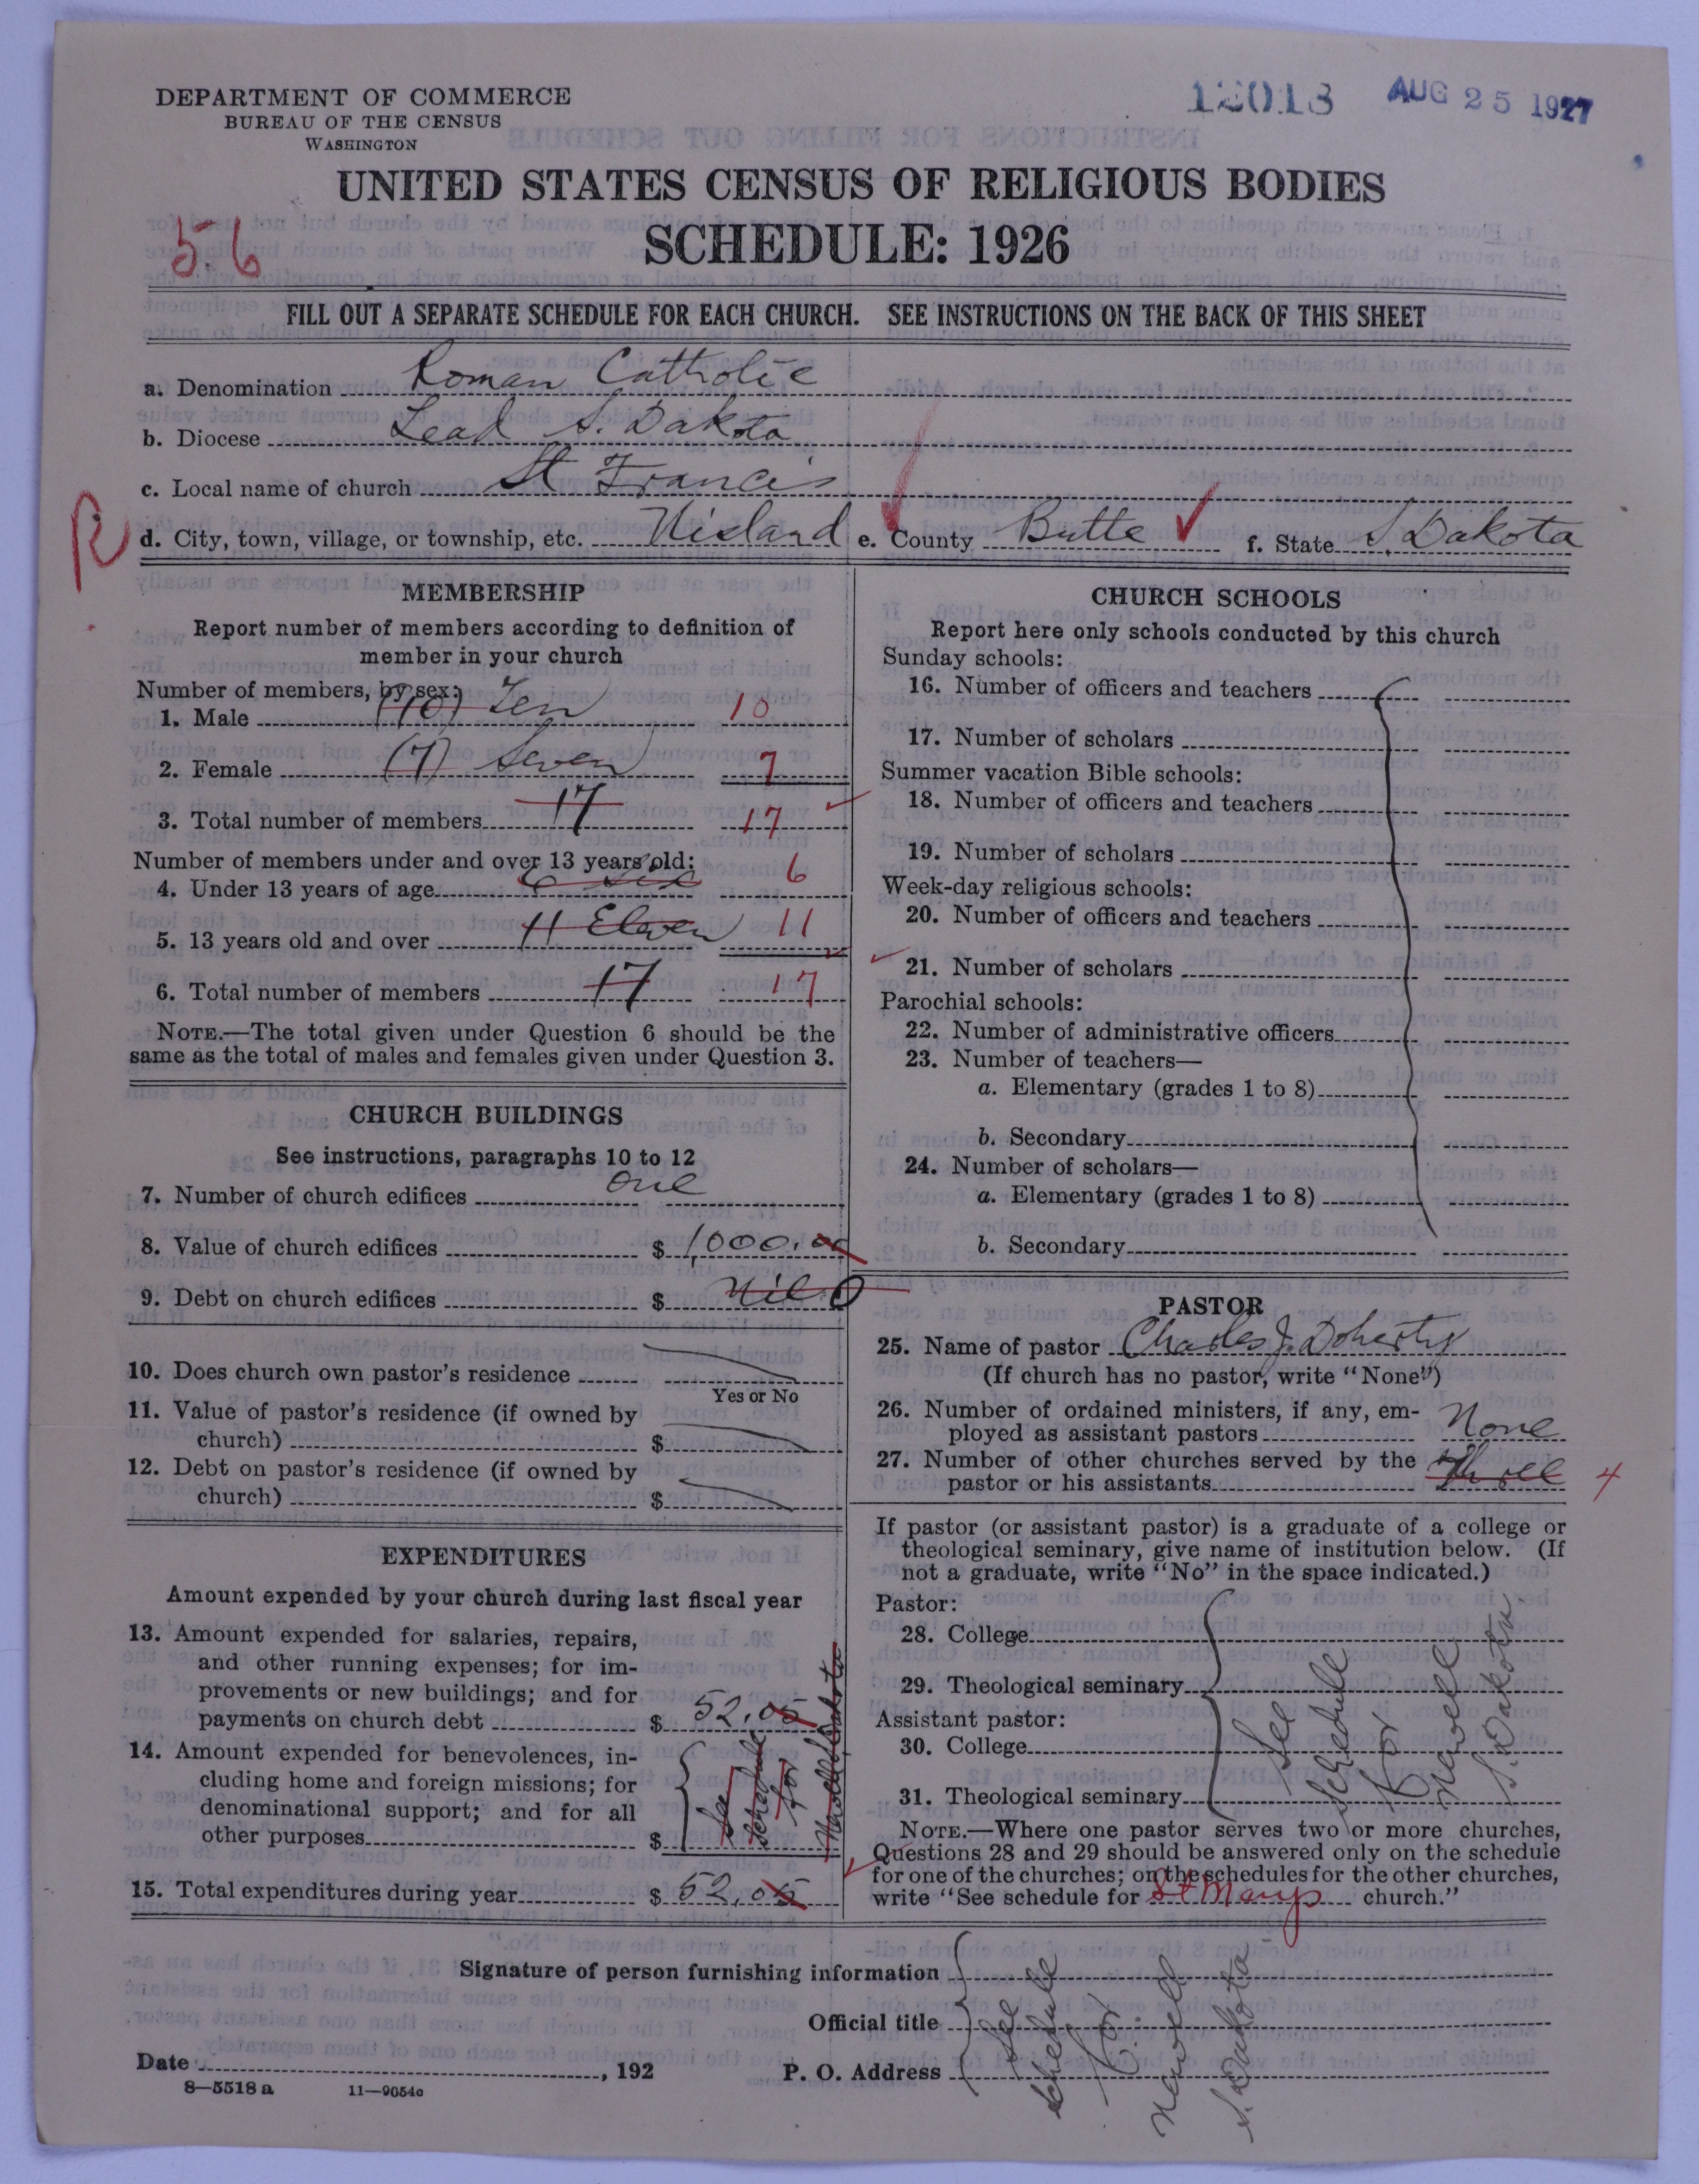 DEPARTMENT OF COMMERCE
BUREAU OF THE CENSUS
WASHINGTON
12013 AUG 25 1927
UNITED STATES CENSUS OF RELIGIOUS BODIES
SCHEDULE: 1926
56
FILL OUT A SEPARATE SCHEDULE FOR EACH CHURCH. SEE INSTRUCTIONS ON THE BACK OF THIS SHEET
a. Denomination Roman Catholic
b. Diocese Lead S. Dakota
c. Local name of church St Francis
R d. City, town, village, or township, etc. Nisland e. County Butte f. State S. Dakota
MEMBERSHIP
Report number of members according to definition of
member in your church
Number of members, by sex:
1. Male (10) Ten 10
2. Female (7) Seven 7
3. Total number of members 17 17
Number of members under and over 13 years old:
4. Under 13 years of age 6 six 6
5. 13 years old and over 11 Eleven 11
6. Total number of members 17 17
NOTE.—The total given under Question 6 should be the
same as the total of males and females given under Question 3.
CHURCH BUILDINGS
See instructions, paragraphs 10 to 12
7. Number of church edifices one
8. Value of church edifices $ 1000.00
9. Debt on church edifices $ Nil 0
10. Does church own pastor's residence
Yes or No
11. Value of pastor's residence (if owned by
church) $
12. Debt on pastor's residence (if owned by
church) $
EXPENDITURES
Amount expended by your church during last fiscal year
13. Amount expended for salaries, repairs,
and other running expenses; for im-
provements or new buildings; and for
payments on church debt $ 52.05
14. Amount expended for benevolences, in-
cluding home and foreign missions; for
denominational support; and for all
other purposes $
See
Schedule
for
Newell S Dakota
15. Total expenditures during year $ 52.05
CHURCH SCHOOLS
Report here only schools conducted by this church
Sunday schools:
16. Number of officers and teachers
17. Number of scholars
Summer vacation Bible schools:
18. Number of officers and teachers
19. Number of scholars
Week-day religious schools:
20. Number of officers and teachers
21. Number of scholars
Parochial schools:
22. Number of administrative officers
23. Number of teachers—
a. Elementary (grades 1 to 8)
b. Secondary
24. Number of scholars—
a. Elementary (grades 1 to 8)
b. Secondary
PASTOR
25. Name of pastor Charles J. Doherty
(If church has no pastor, write "None")
26. Number of ordained ministers, if any, em-
ployed as assistant pastors None
27. Number of other churches served by the
pastor or his assistants Three 4
If pastor (or assistant pastor) is a graduate of a college or
theological seminary, give name of institution below. (If
not a graduate, write "No" in the space indicated.)
Pastor:
28. College
29. Theological seminary
Assistant pastor:
30. College
31. Theological seminary
See
Schedule
for
Newell
S. Dakota
NOTE.—Where one pastor serves two or more churches,
Questions 28 and 29 should be answered only on the schedule
for one of the churches; on the schedules for the other churches,
write "See schedule for St Marys church."
Signature of person furnishing information
Official title
Date , 192 P. O. Address
See
Schedule
for
Newell
S. Dakota
8—5518a 11—9054c